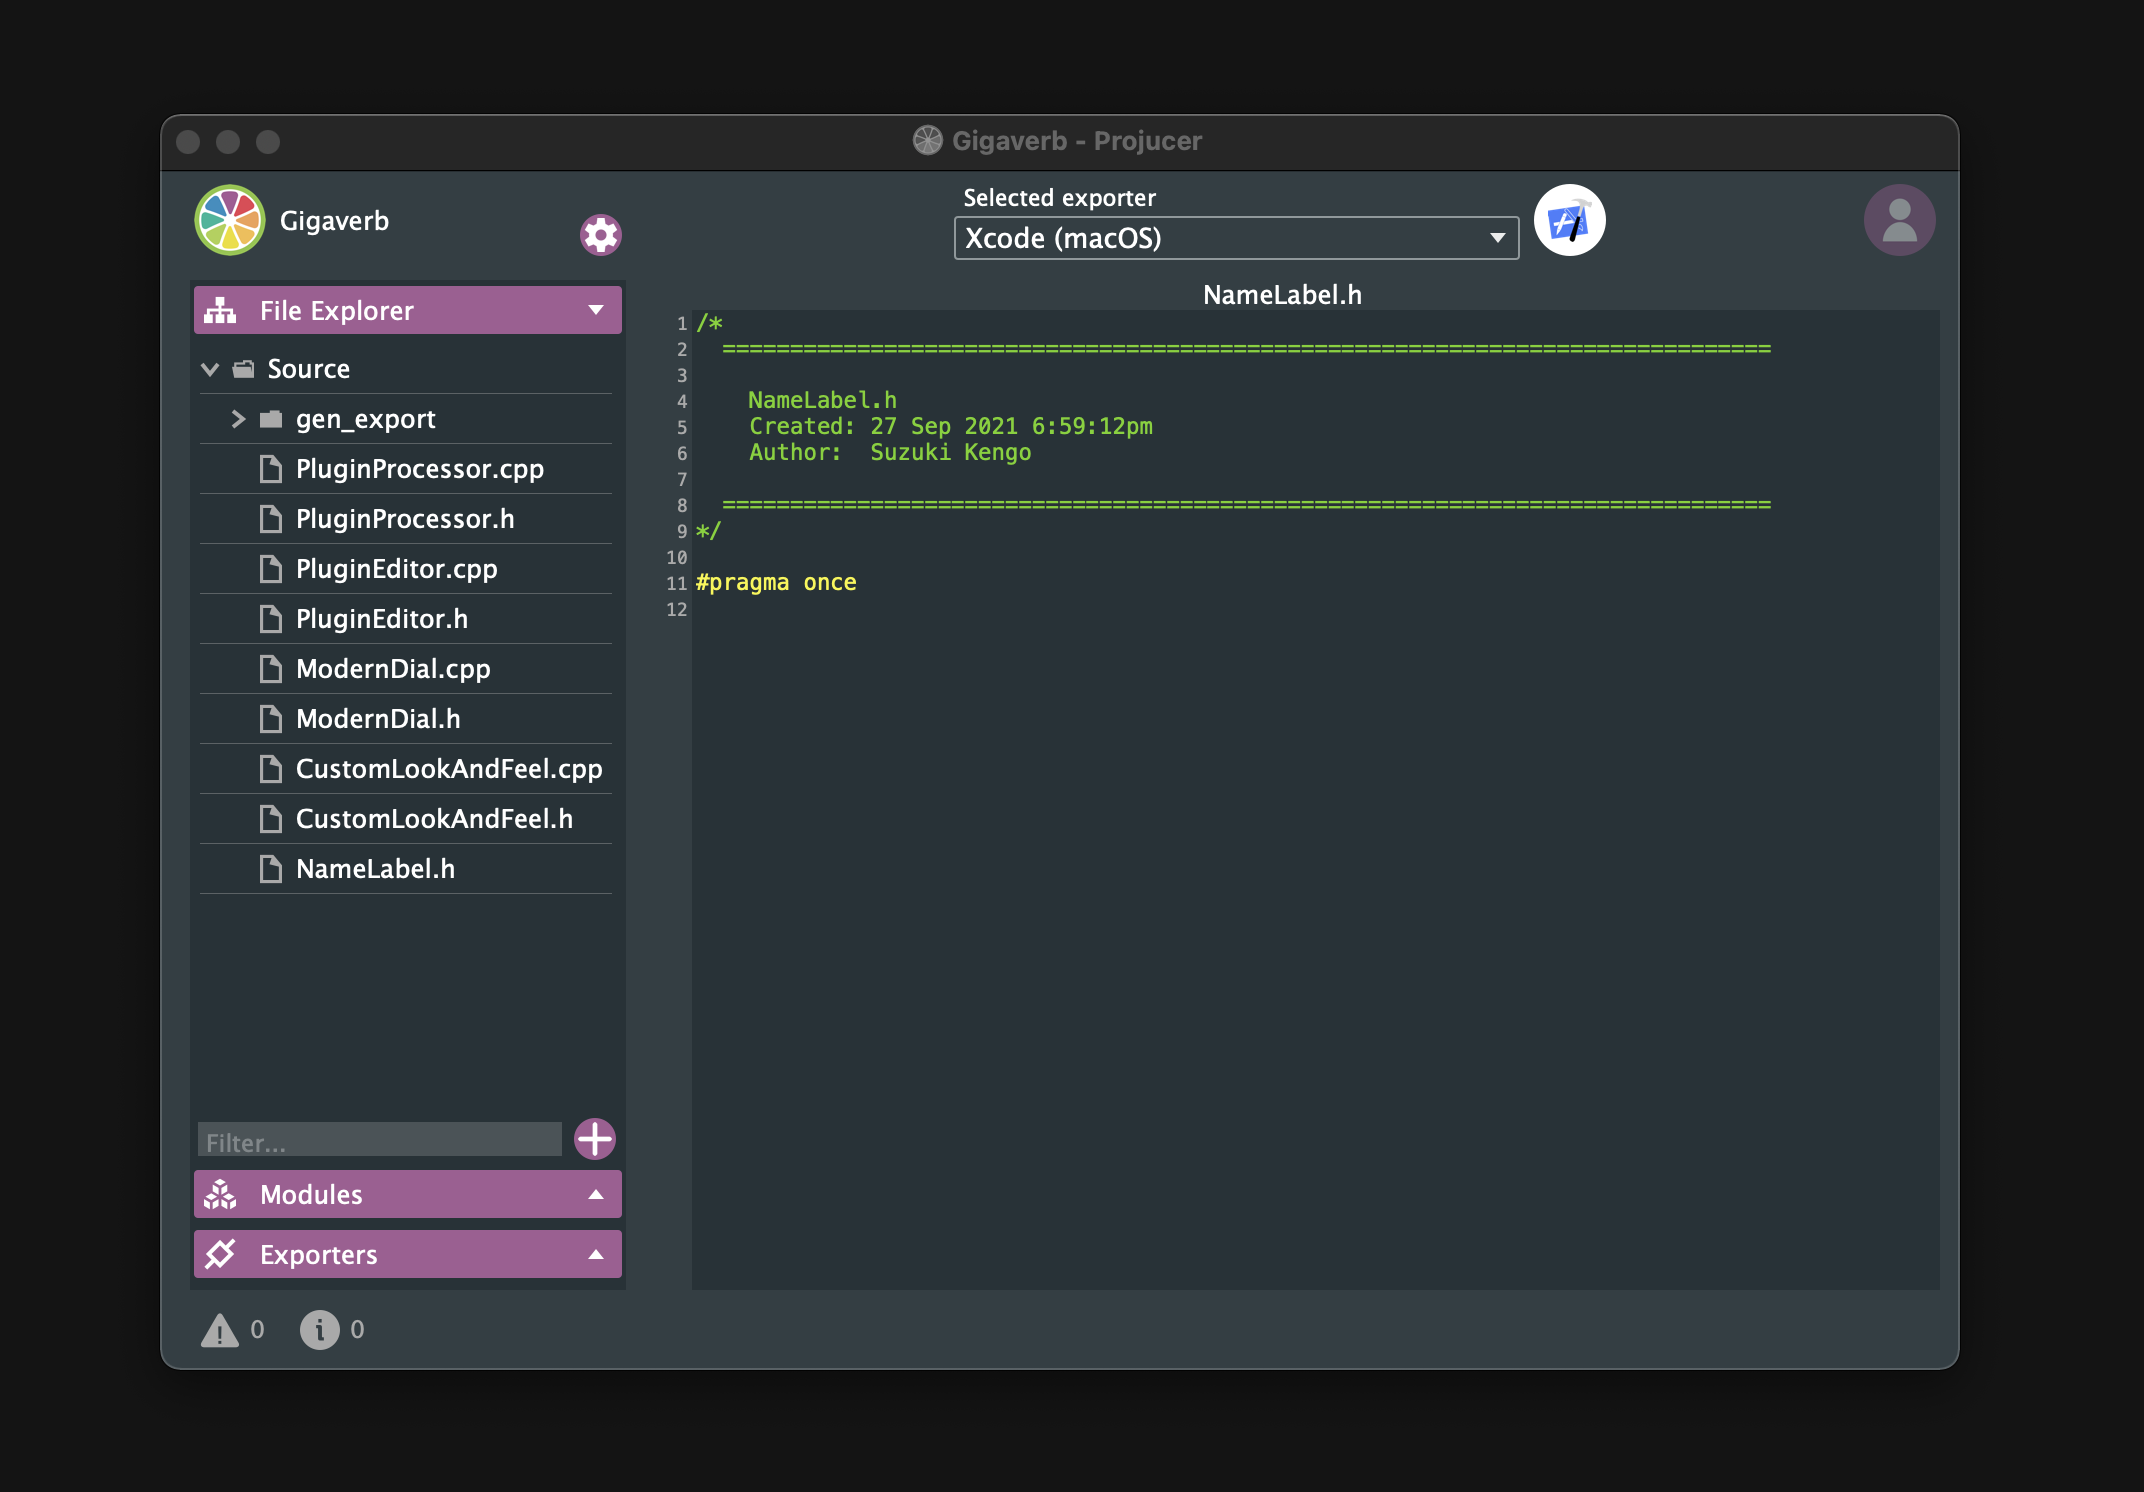 Gigaverb - Projucer
Gigaverb
Selected exporter
Xcode (macOS)
File Explorer
Source
gen_export
PluginProcessor.cpp
PluginProcessor.h
PluginEditor.cpp
PluginEditor.h
ModernDial.cpp
ModernDial.h
CustomLookAndFeel.cpp
CustomLookAndFeel.h
NameLabel.h
Filter...
Modules
Exporters
0
0
NameLabel.h
1 /*
2 ==============================================================================
3
4 NameLabel.h
5 Created: 27 Sep 2021 6:59:12pm
6 Author:  Suzuki Kengo
7
8 ==============================================================================
9 */
10
11 #pragma once
12